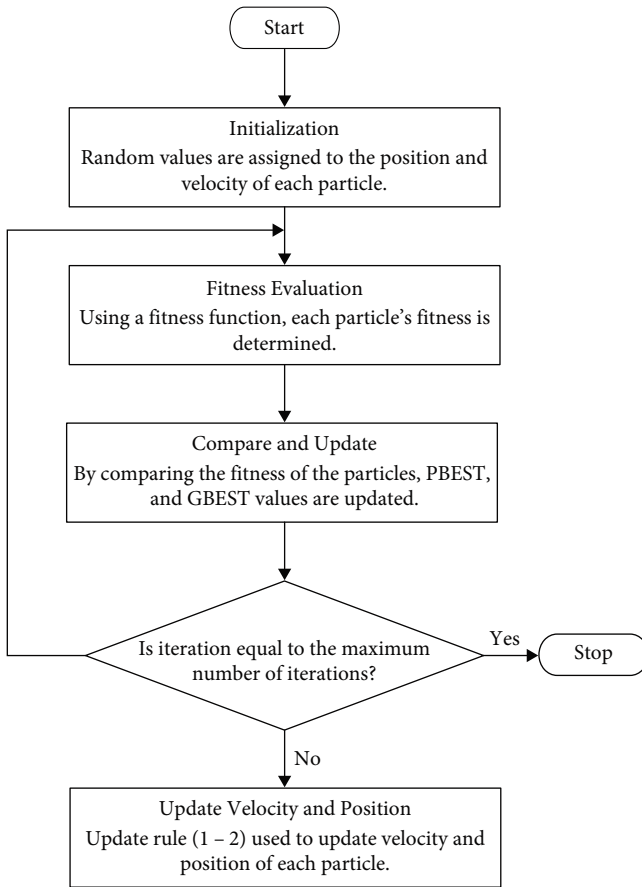 Start
Initialization
Random values are assigned to the position and
velocity of each particle.
Fitness Evaluation
Using a fitness function, each particle's fitness is
determined.
Compare and Update
By comparing the fitness of the particles, PBEST,
and GBEST values are updated.
Is iteration equal to the maximum
number of iterations?
Yes
Stop
No
Update Velocity and Position
Update rule (1 – 2) used to update velocity and
position of each particle.